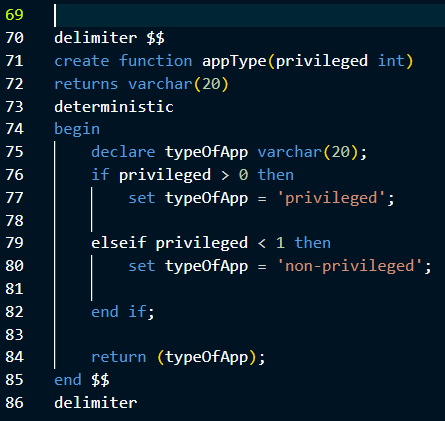 69
70 delimiter $$
71 create function appType(privileged int)
72 returns varchar(20)
73 deterministic
74 begin
75     declare typeOfApp varchar(20);
76     if privileged > 0 then
77         set typeOfApp = 'privileged';
78
79     elseif privileged < 1 then
80         set typeOfApp = 'non-privileged';
81
82     end if;
83
84     return (typeOfApp);
85 end $$
86 delimiter